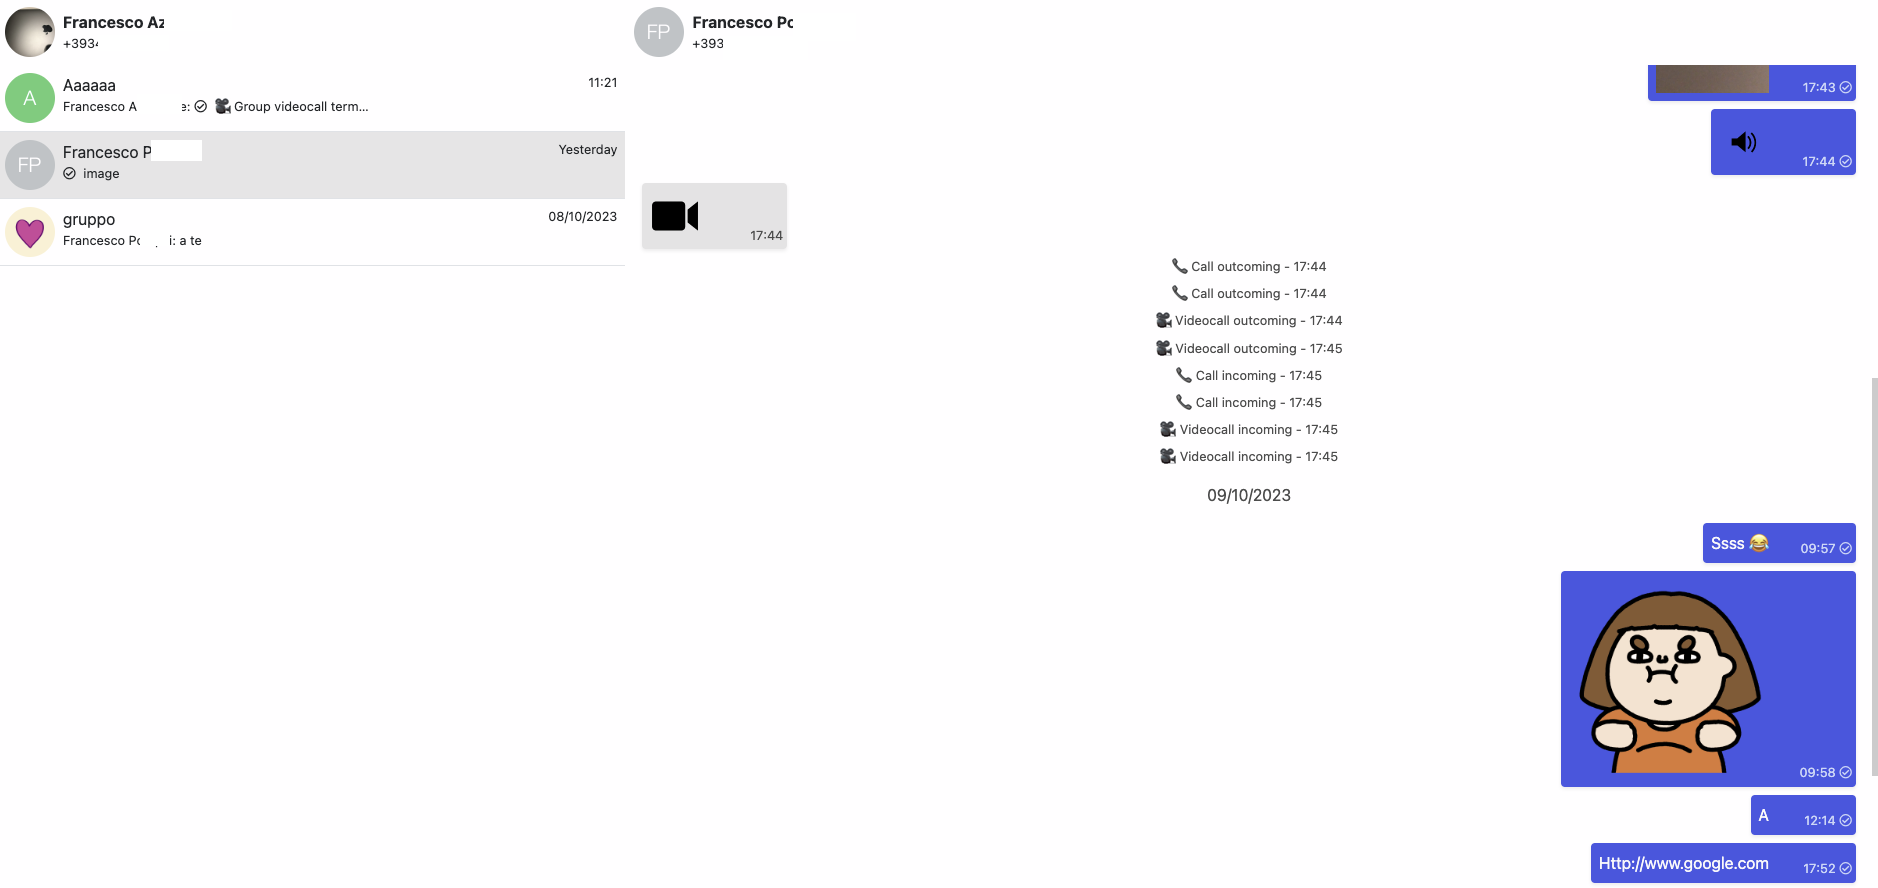 Francesco Az
+3934
A
Aaaaaa
11:21
Francesco A e: Group videocall term...
FP
Francesco P
Yesterday
image
gruppo
08/10/2023
Francesco Po i: a te
FP
Francesco Po
+393
17:43
17:44
17:44
Call outcoming - 17:44
Call outcoming - 17:44
Videocall outcoming - 17:44
Videocall outcoming - 17:45
Call incoming - 17:45
Call incoming - 17:45
Videocall incoming - 17:45
Videocall incoming - 17:45
09/10/2023
Ssss 😂 09:57
09:58
A 12:14
Http://www.google.com 17:52